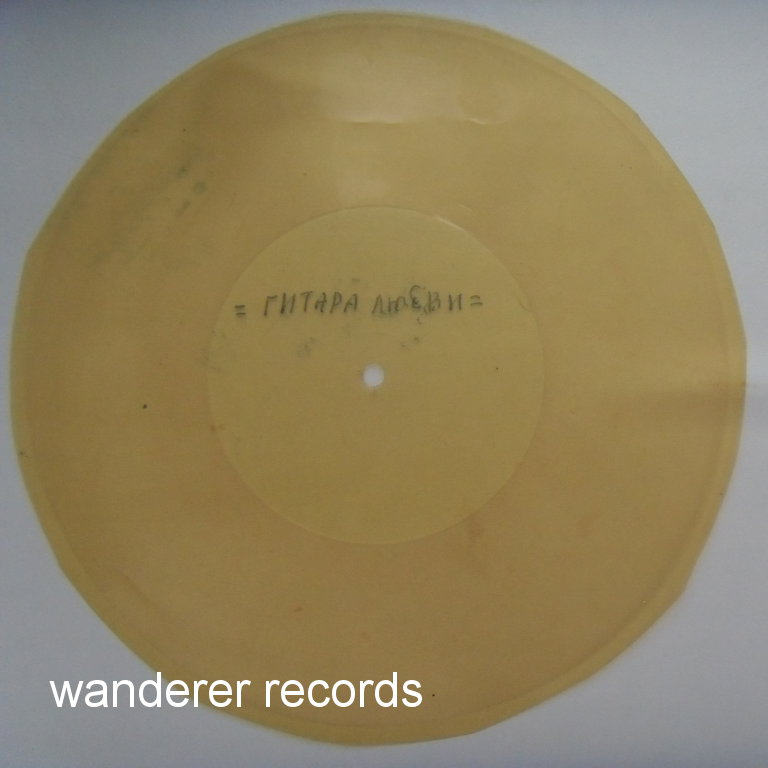 = ГИТАРА ЛЮБВИ =
wanderer records